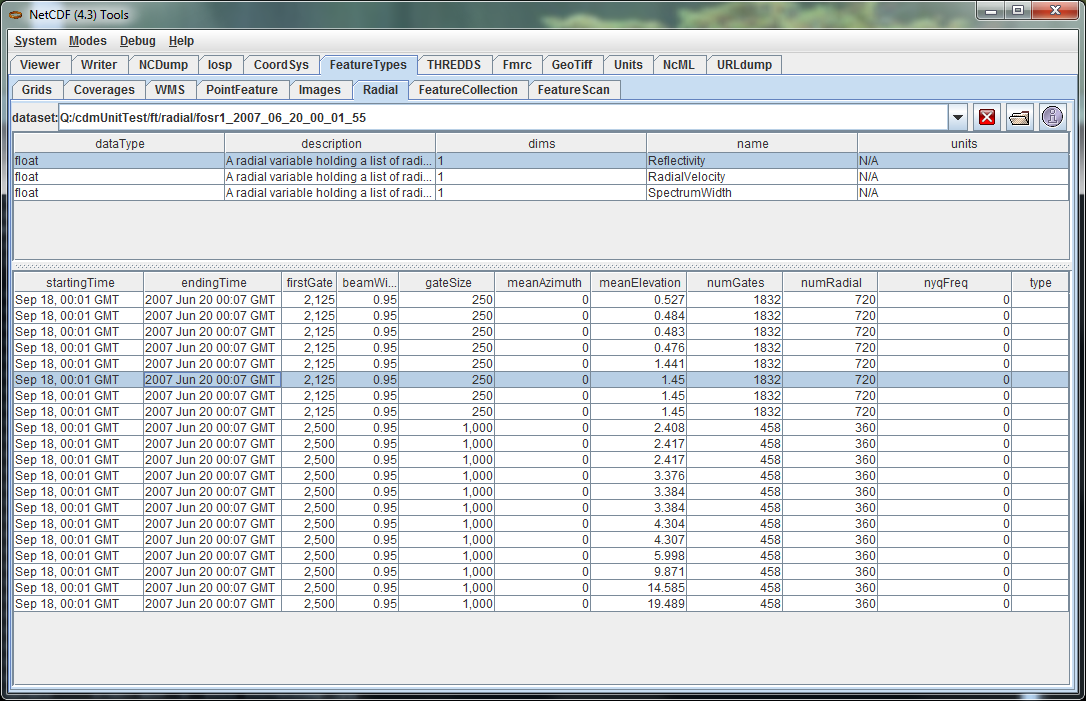 NetCDF (4.3) Tools
System Modes Debug Help
Viewer Writer NCDump Iosp CoordSys FeatureTypes THREDDS Fmrc GeoTiff Units NcML URLdump
Grids Coverages WMS PointFeature Images Radial FeatureCollection FeatureScan
dataset: Q:/cdmUnitTest/ft/radial/fosr1_2007_06_20_00_01_55
dataType description dims name units
float A radial variable holding a list of radi... 1 Reflectivity N/A
float A radial variable holding a list of radi... 1 RadialVelocity N/A
float A radial variable holding a list of radi... 1 SpectrumWidth N/A
startingTime endingTime firstGate beamWi... gateSize meanAzimuth meanElevation numGates numRadial nyqFreq type
Sep 18, 00:01 GMT 2007 Jun 20 00:07 GMT 2,125 0.95 250 0 0.527 1832 720 0
Sep 18, 00:01 GMT 2007 Jun 20 00:07 GMT 2,125 0.95 250 0 0.484 1832 720 0
Sep 18, 00:01 GMT 2007 Jun 20 00:07 GMT 2,125 0.95 250 0 0.483 1832 720 0
Sep 18, 00:01 GMT 2007 Jun 20 00:07 GMT 2,125 0.95 250 0 0.476 1832 720 0
Sep 18, 00:01 GMT 2007 Jun 20 00:07 GMT 2,125 0.95 250 0 1.441 1832 720 0
Sep 18, 00:01 GMT 2007 Jun 20 00:07 GMT 2,125 0.95 250 0 1.45 1832 720 0
Sep 18, 00:01 GMT 2007 Jun 20 00:07 GMT 2,125 0.95 250 0 1.45 1832 720 0
Sep 18, 00:01 GMT 2007 Jun 20 00:07 GMT 2,125 0.95 250 0 1.45 1832 720 0
Sep 18, 00:01 GMT 2007 Jun 20 00:07 GMT 2,500 0.95 1,000 0 2.408 458 360 0
Sep 18, 00:01 GMT 2007 Jun 20 00:07 GMT 2,500 0.95 1,000 0 2.417 458 360 0
Sep 18, 00:01 GMT 2007 Jun 20 00:07 GMT 2,500 0.95 1,000 0 2.417 458 360 0
Sep 18, 00:01 GMT 2007 Jun 20 00:07 GMT 2,500 0.95 1,000 0 3.376 458 360 0
Sep 18, 00:01 GMT 2007 Jun 20 00:07 GMT 2,500 0.95 1,000 0 3.384 458 360 0
Sep 18, 00:01 GMT 2007 Jun 20 00:07 GMT 2,500 0.95 1,000 0 3.384 458 360 0
Sep 18, 00:01 GMT 2007 Jun 20 00:07 GMT 2,500 0.95 1,000 0 4.304 458 360 0
Sep 18, 00:01 GMT 2007 Jun 20 00:07 GMT 2,500 0.95 1,000 0 4.307 458 360 0
Sep 18, 00:01 GMT 2007 Jun 20 00:07 GMT 2,500 0.95 1,000 0 5.998 458 360 0
Sep 18, 00:01 GMT 2007 Jun 20 00:07 GMT 2,500 0.95 1,000 0 9.871 458 360 0
Sep 18, 00:01 GMT 2007 Jun 20 00:07 GMT 2,500 0.95 1,000 0 14.585 458 360 0
Sep 18, 00:01 GMT 2007 Jun 20 00:07 GMT 2,500 0.95 1,000 0 19.489 458 360 0